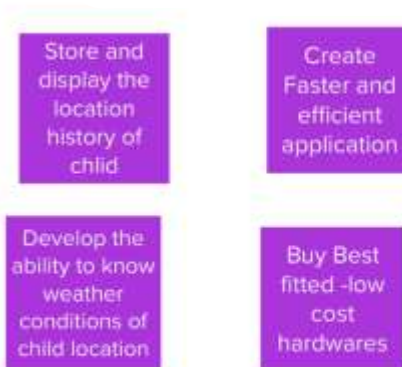 Store and
display the
location
history of
chlid
Create
Faster and
efficient
application
Develop the
ability to know
weather
conditions of
child location
Buy Best
fitted -low
cost
hardwares